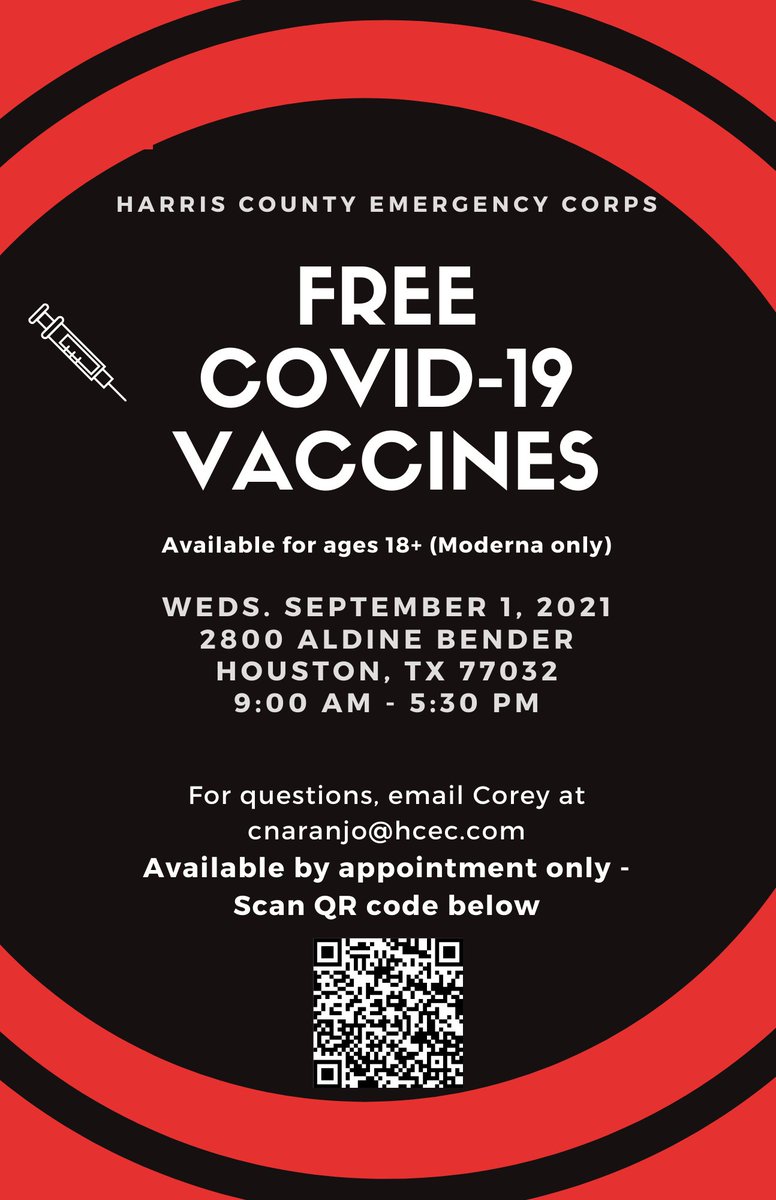 HARRIS COUNTY EMERGENCY CORPS
FREE
COVID-19
VACCINES
Available for ages 18+ (Moderna only)
WEDS. SEPTEMBER 1, 2021
2800 ALDINE BENDER
HOUSTON, TX 77032
9:00 AM - 5:30 PM
For questions, email Corey at
cnaranjo@hcec.com
Available by appointment only -
Scan QR code below